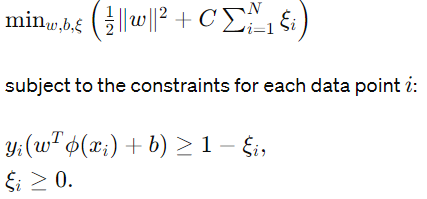 min_{w,b,ξ} ( \frac{1}{2} ||w||² + C ∑_{i=1}^{N} ξ_i )
subject to the constraints for each data point i:
y_i(w^T ϕ(x_i) + b) ≥ 1 − ξ_i,
ξ_i ≥ 0.